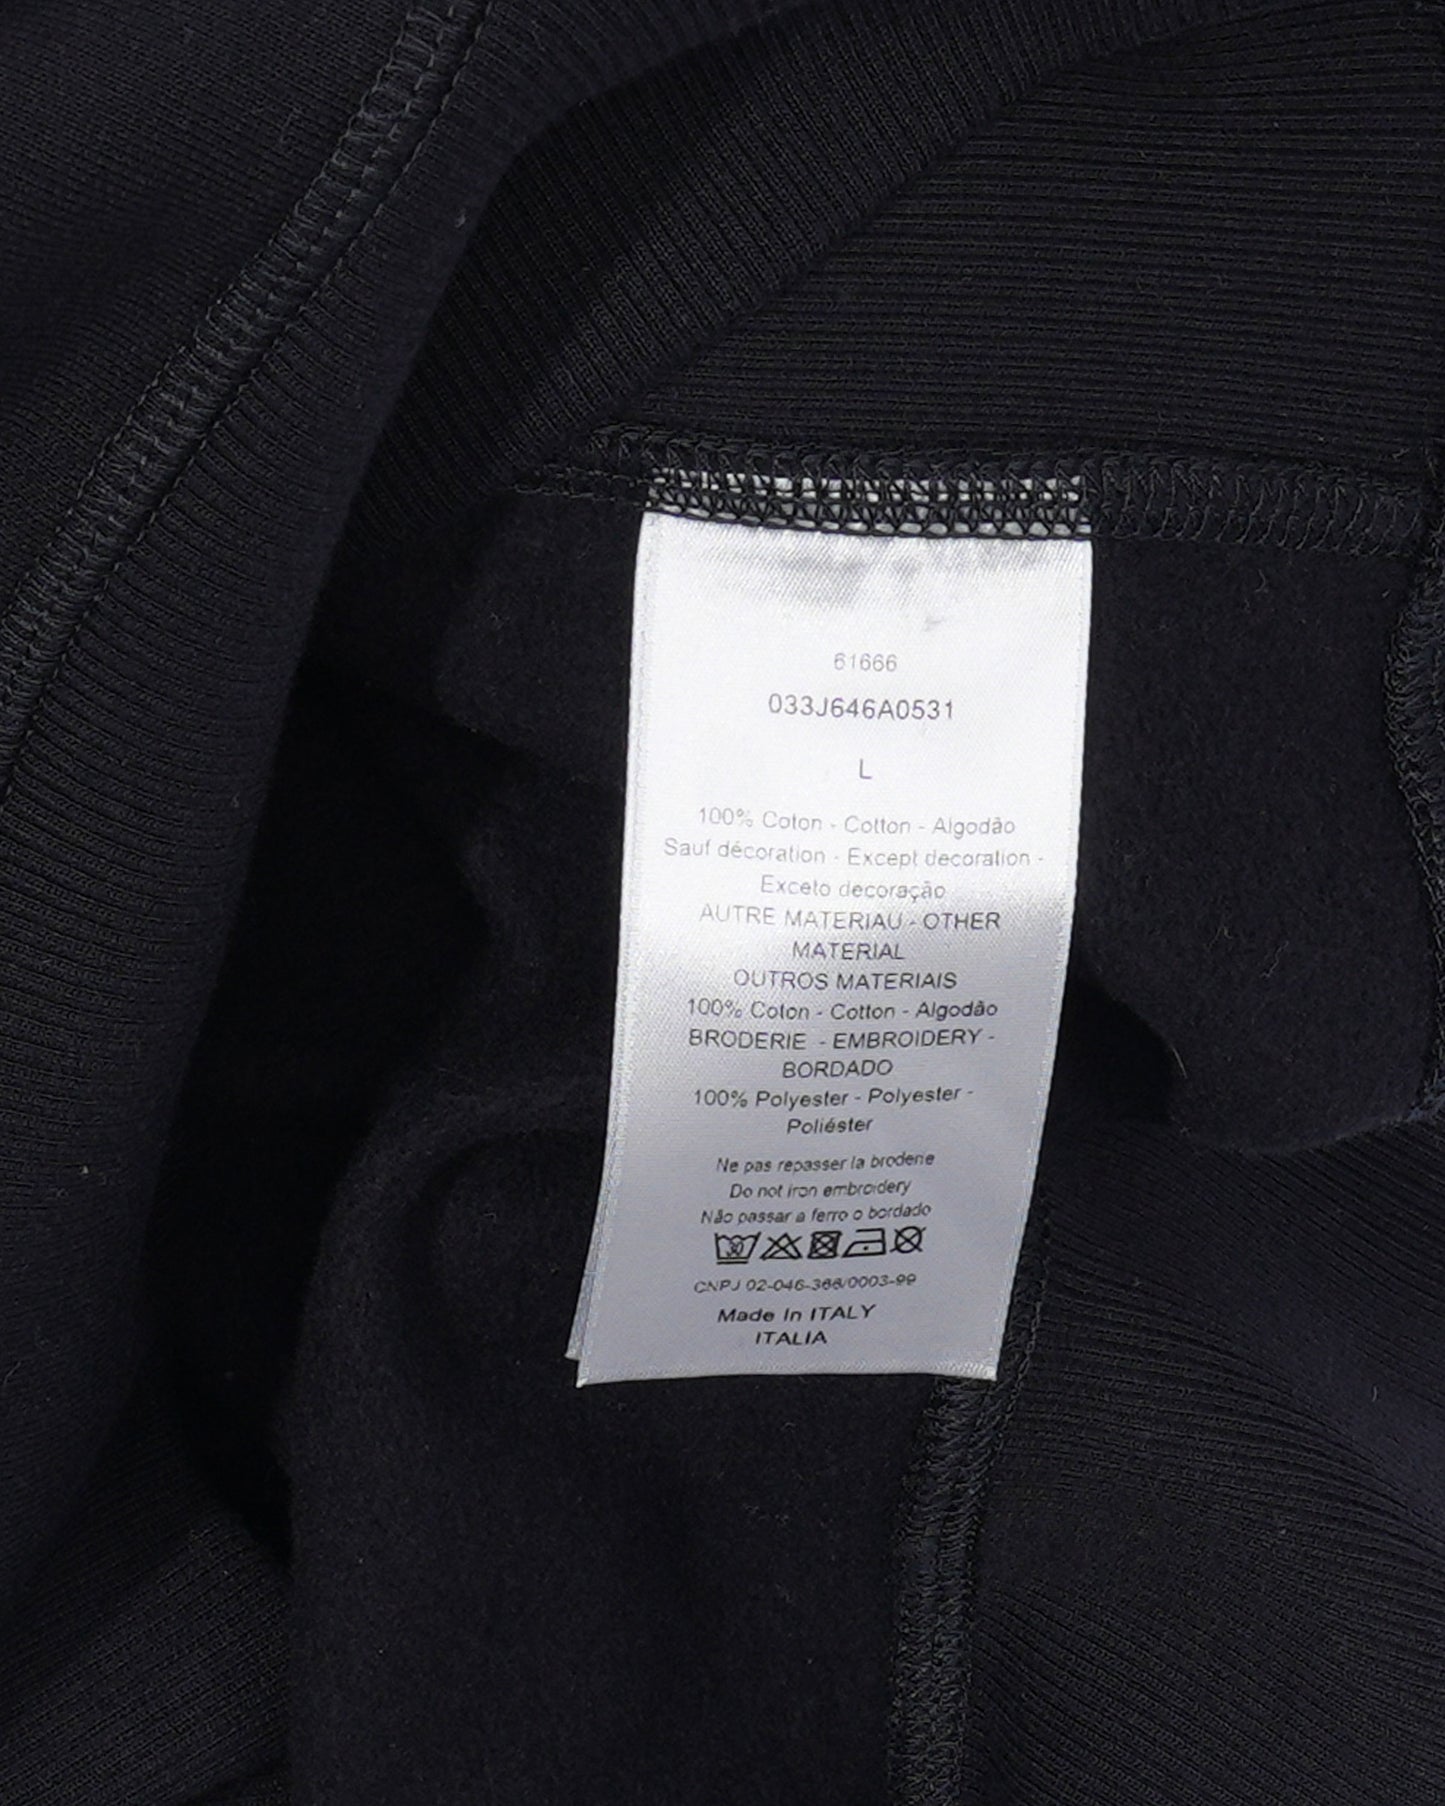 61666
033J646A0531
L
100% Coton - Cotton - Algodão
Sauf décoration - Except decoration -
Exceto decoração
AUTRE MATERIAU - OTHER
MATERIAL
OUTROS MATERIAIS
100% Coton - Cotton - Algodão
BRODERIE - EMBROIDERY -
BORDADO
100% Polyester - Polyester -
Poliéster
Ne pas repasser la broderie
Do not iron embroidery
Não passar a ferro o bordado
30
CNPJ 02-046-366/0003-99
Made In ITALY
ITALIA